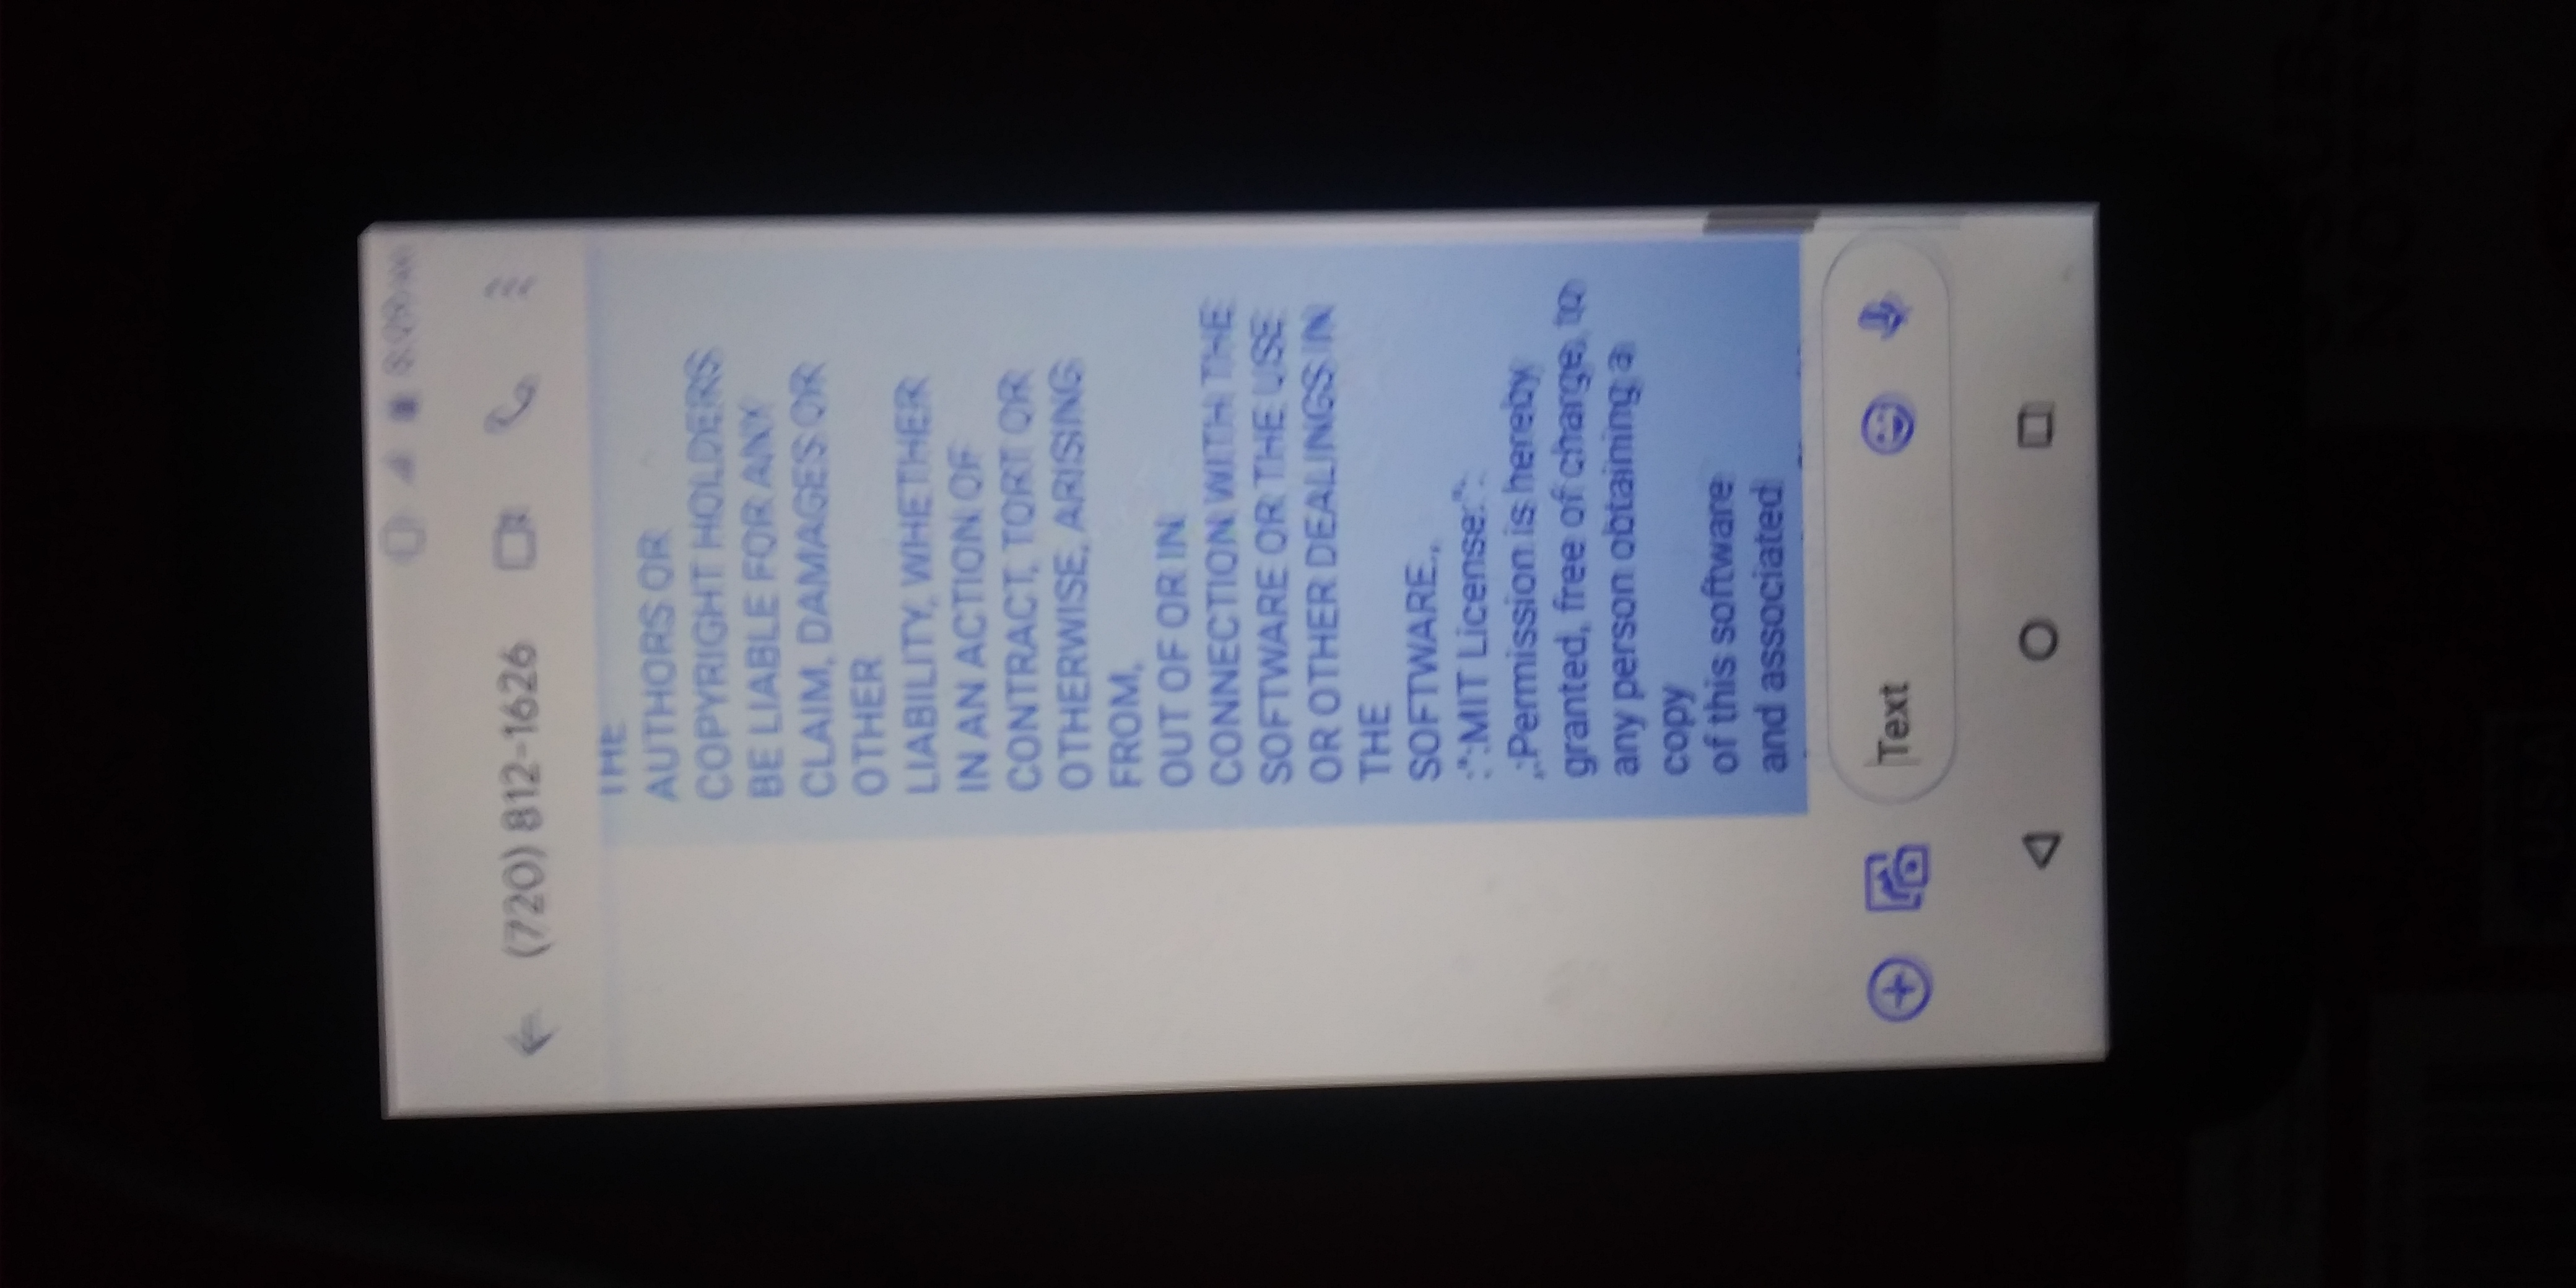 (720) 812-1626
THE
AUTHORS OR
COPYRIGHT HOLDERS
BE LIABLE FOR ANY
CLAIM, DAMAGES OR
OTHER
LIABILITY, WHETHER
IN AN ACTION OF
CONTRACT, TORT OR
OTHERWISE, ARISING
FROM,
OUT OF OR IN
CONNECTION WITH THE
SOFTWARE OR THE USE
OR OTHER DEALINGS IN
THE
SOFTWARE.,
:":MIT License:":
,:Permission is hereby
granted, free of charge, to
any person obtaining a
copy
of this software
and associated
Text
USA